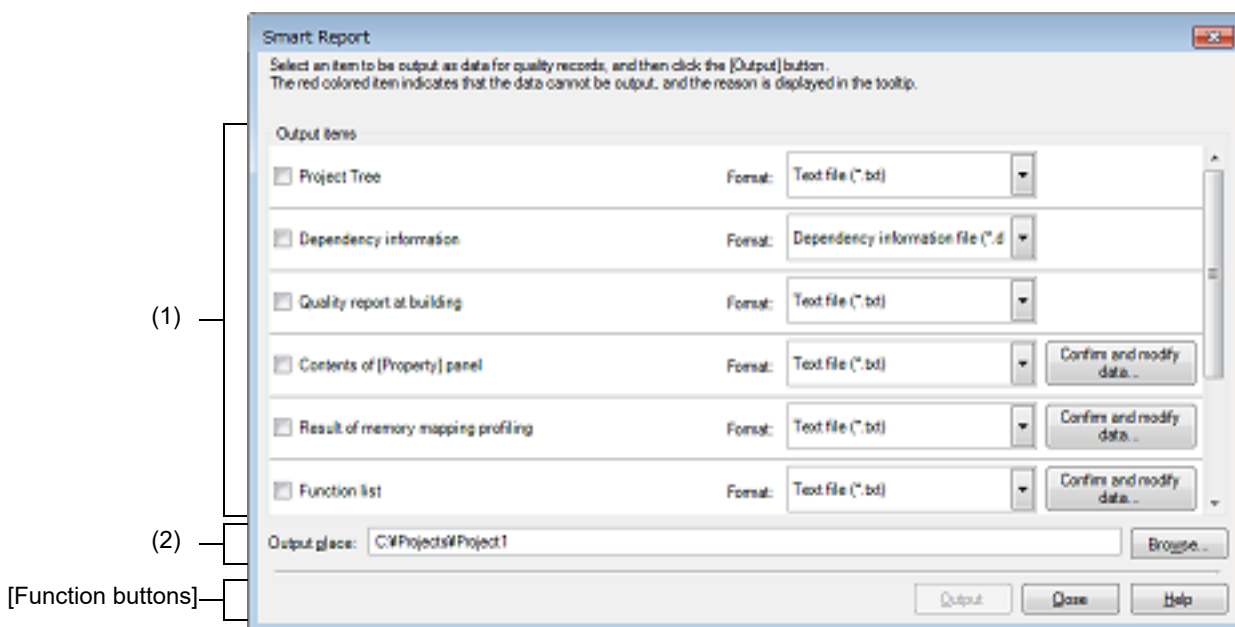 Smart Report
Select an item to be output as data for quality records, and then click the [Output] button.
The red colored item indicates that the data cannot be output, and the reason is displayed in the tooltip.
Output items
(1)
Project Tree Format: Text file (*.txt)
Dependency information Format: Dependency information file (*.d
Quality report at building Format: Text file (*.txt)
Contents of [Property] panel Format: Text file (*.txt) Confirm and modify
data...
Result of memory mapping profiling Format: Text file (*.txt) Confirm and modify
data...
Function list Format: Text file (*.txt) Confirm and modify
data...
(2) Output place: C:¥Projects¥Project1 Browse...
[Function buttons] Output Close Help